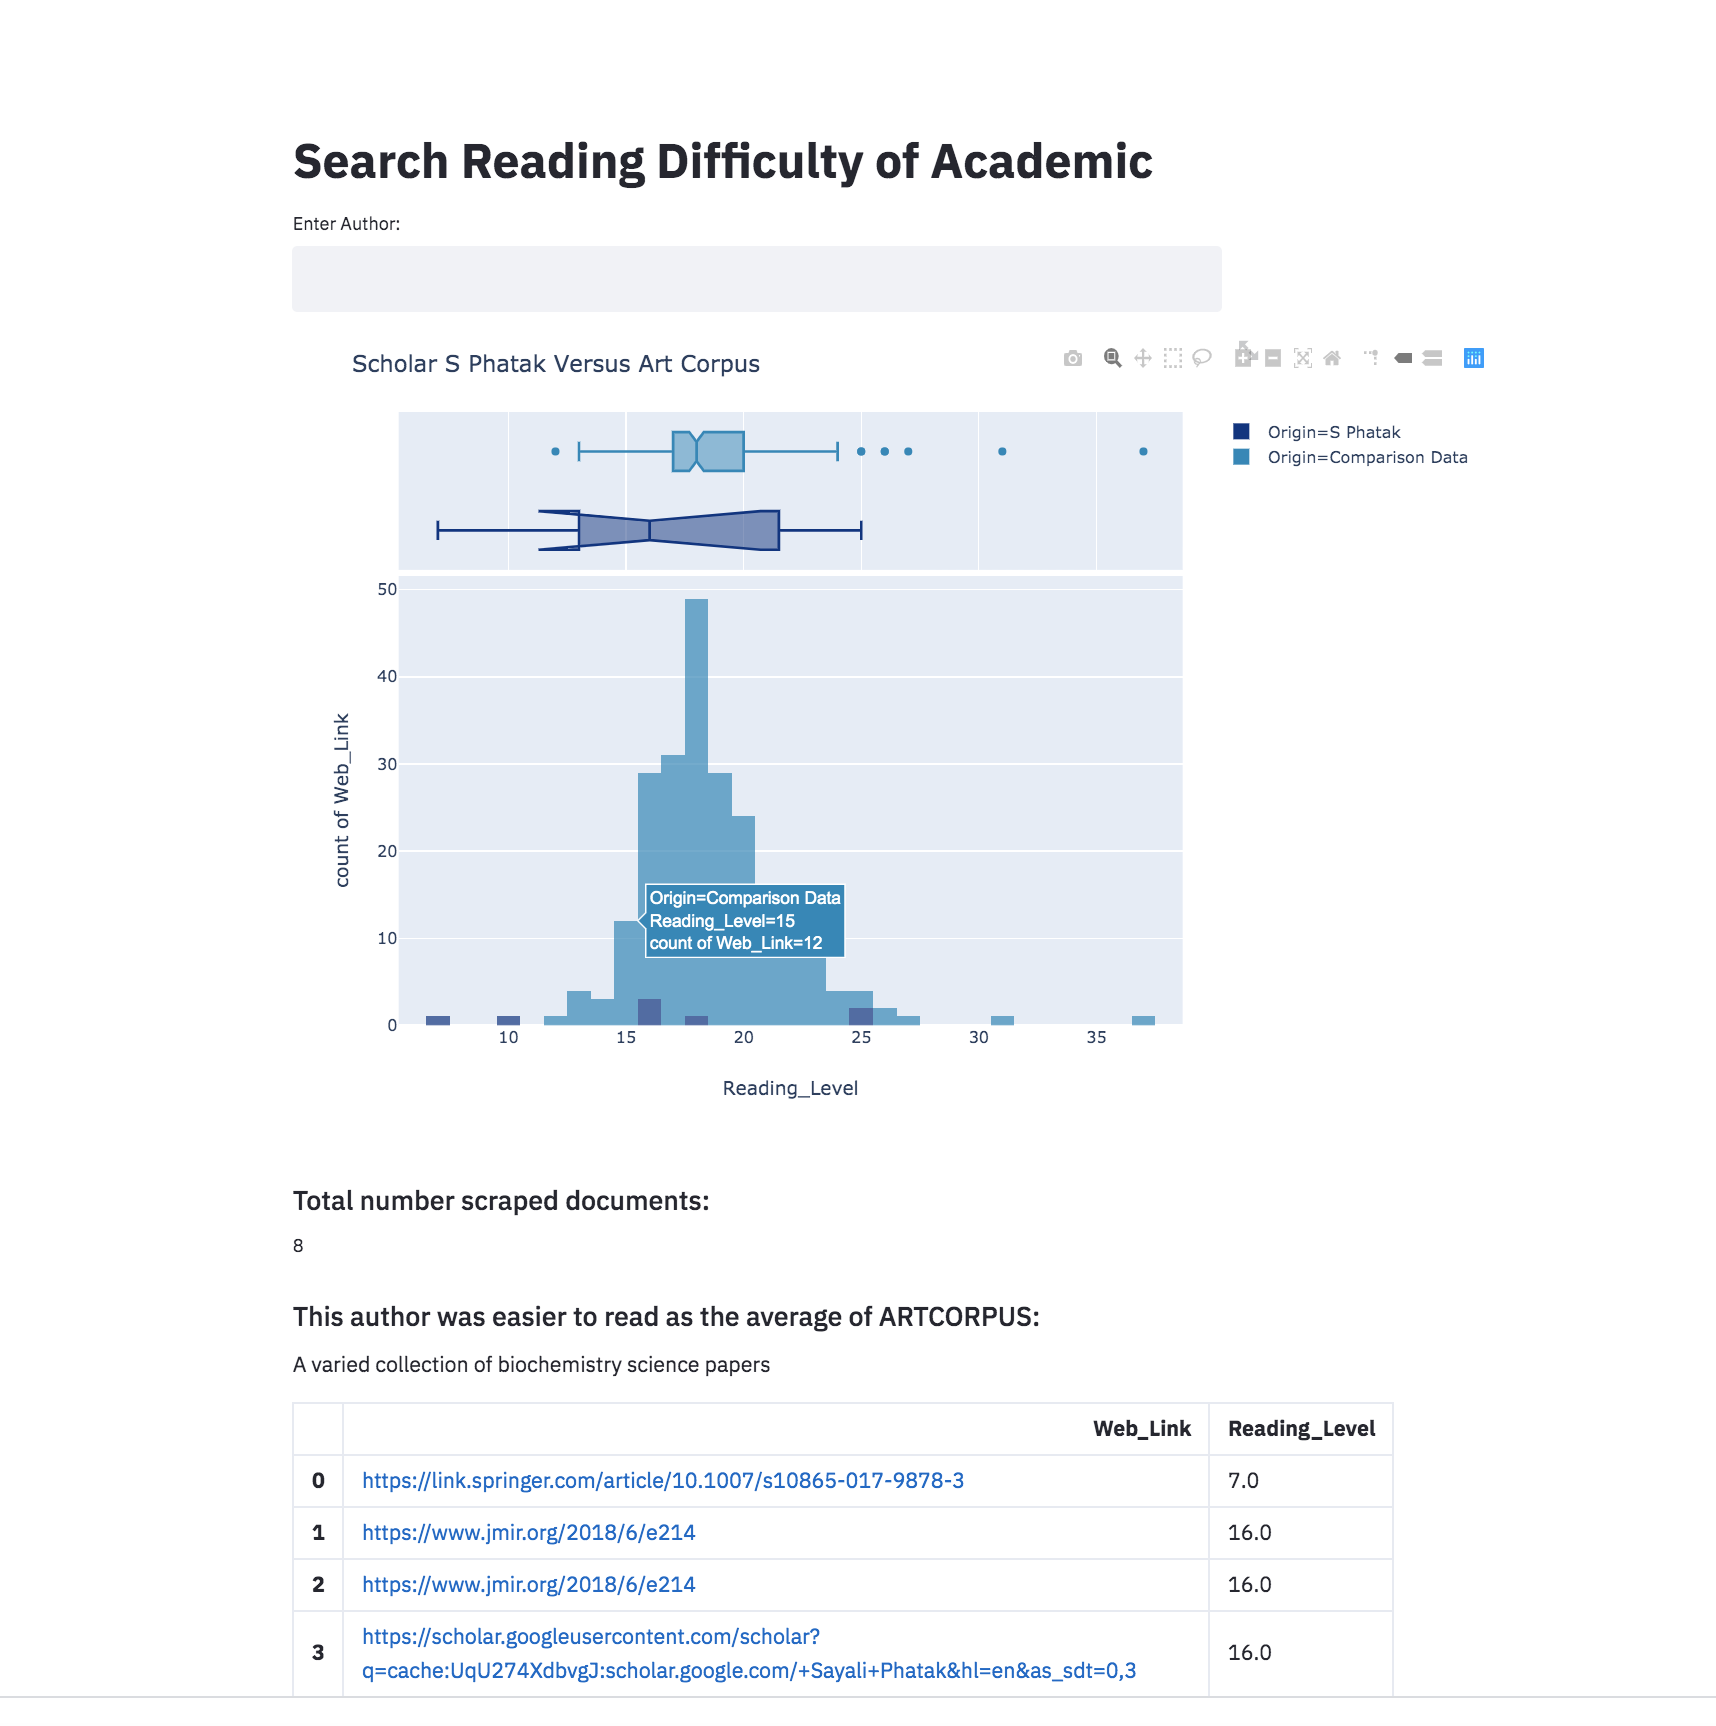 Search Reading Difficulty of Academic
Enter Author:
Scholar S Phatak Versus Art Corpus
Origin=S Phatak
Origin=Comparison Data
50
40
30
20
10
0
count of Web_Link
Origin=Comparison Data
Reading_Level=15
count of Web_Link=12
10 15 20 25 30 35
Reading_Level
Total number scraped documents:
8
This author was easier to read as the average of ARTCORPUS:
A varied collection of biochemistry science papers
Web_Link Reading_Level
0 https://link.springer.com/article/10.1007/s10865-017-9878-3 7.0
1 https://www.jmir.org/2018/6/e214 16.0
2 https://www.jmir.org/2018/6/e214 16.0
3 https://scholar.googleusercontent.com/scholar?
q=cache:UqU274XdbvgJ:scholar.google.com/+Sayali+Phatak&hl=en&as_sdt=0,3 16.0